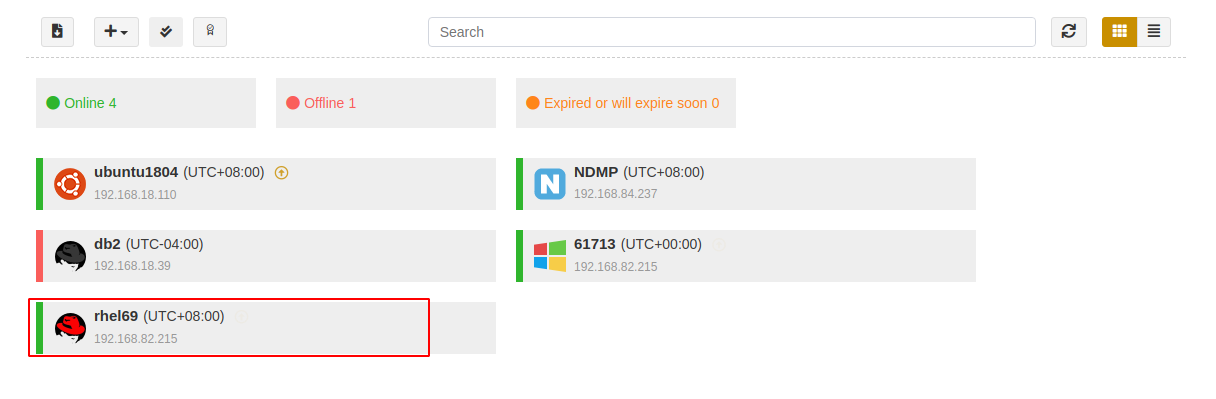 Search
Online 4
Offline 1
Expired or will expire soon 0
ubuntu1804 (UTC+08:00)
192.168.18.110
NDMP (UTC+08:00)
192.168.84.237
db2 (UTC-04:00)
192.168.18.39
61713 (UTC+00:00)
192.168.82.215
rhel69 (UTC+08:00)
192.168.82.215